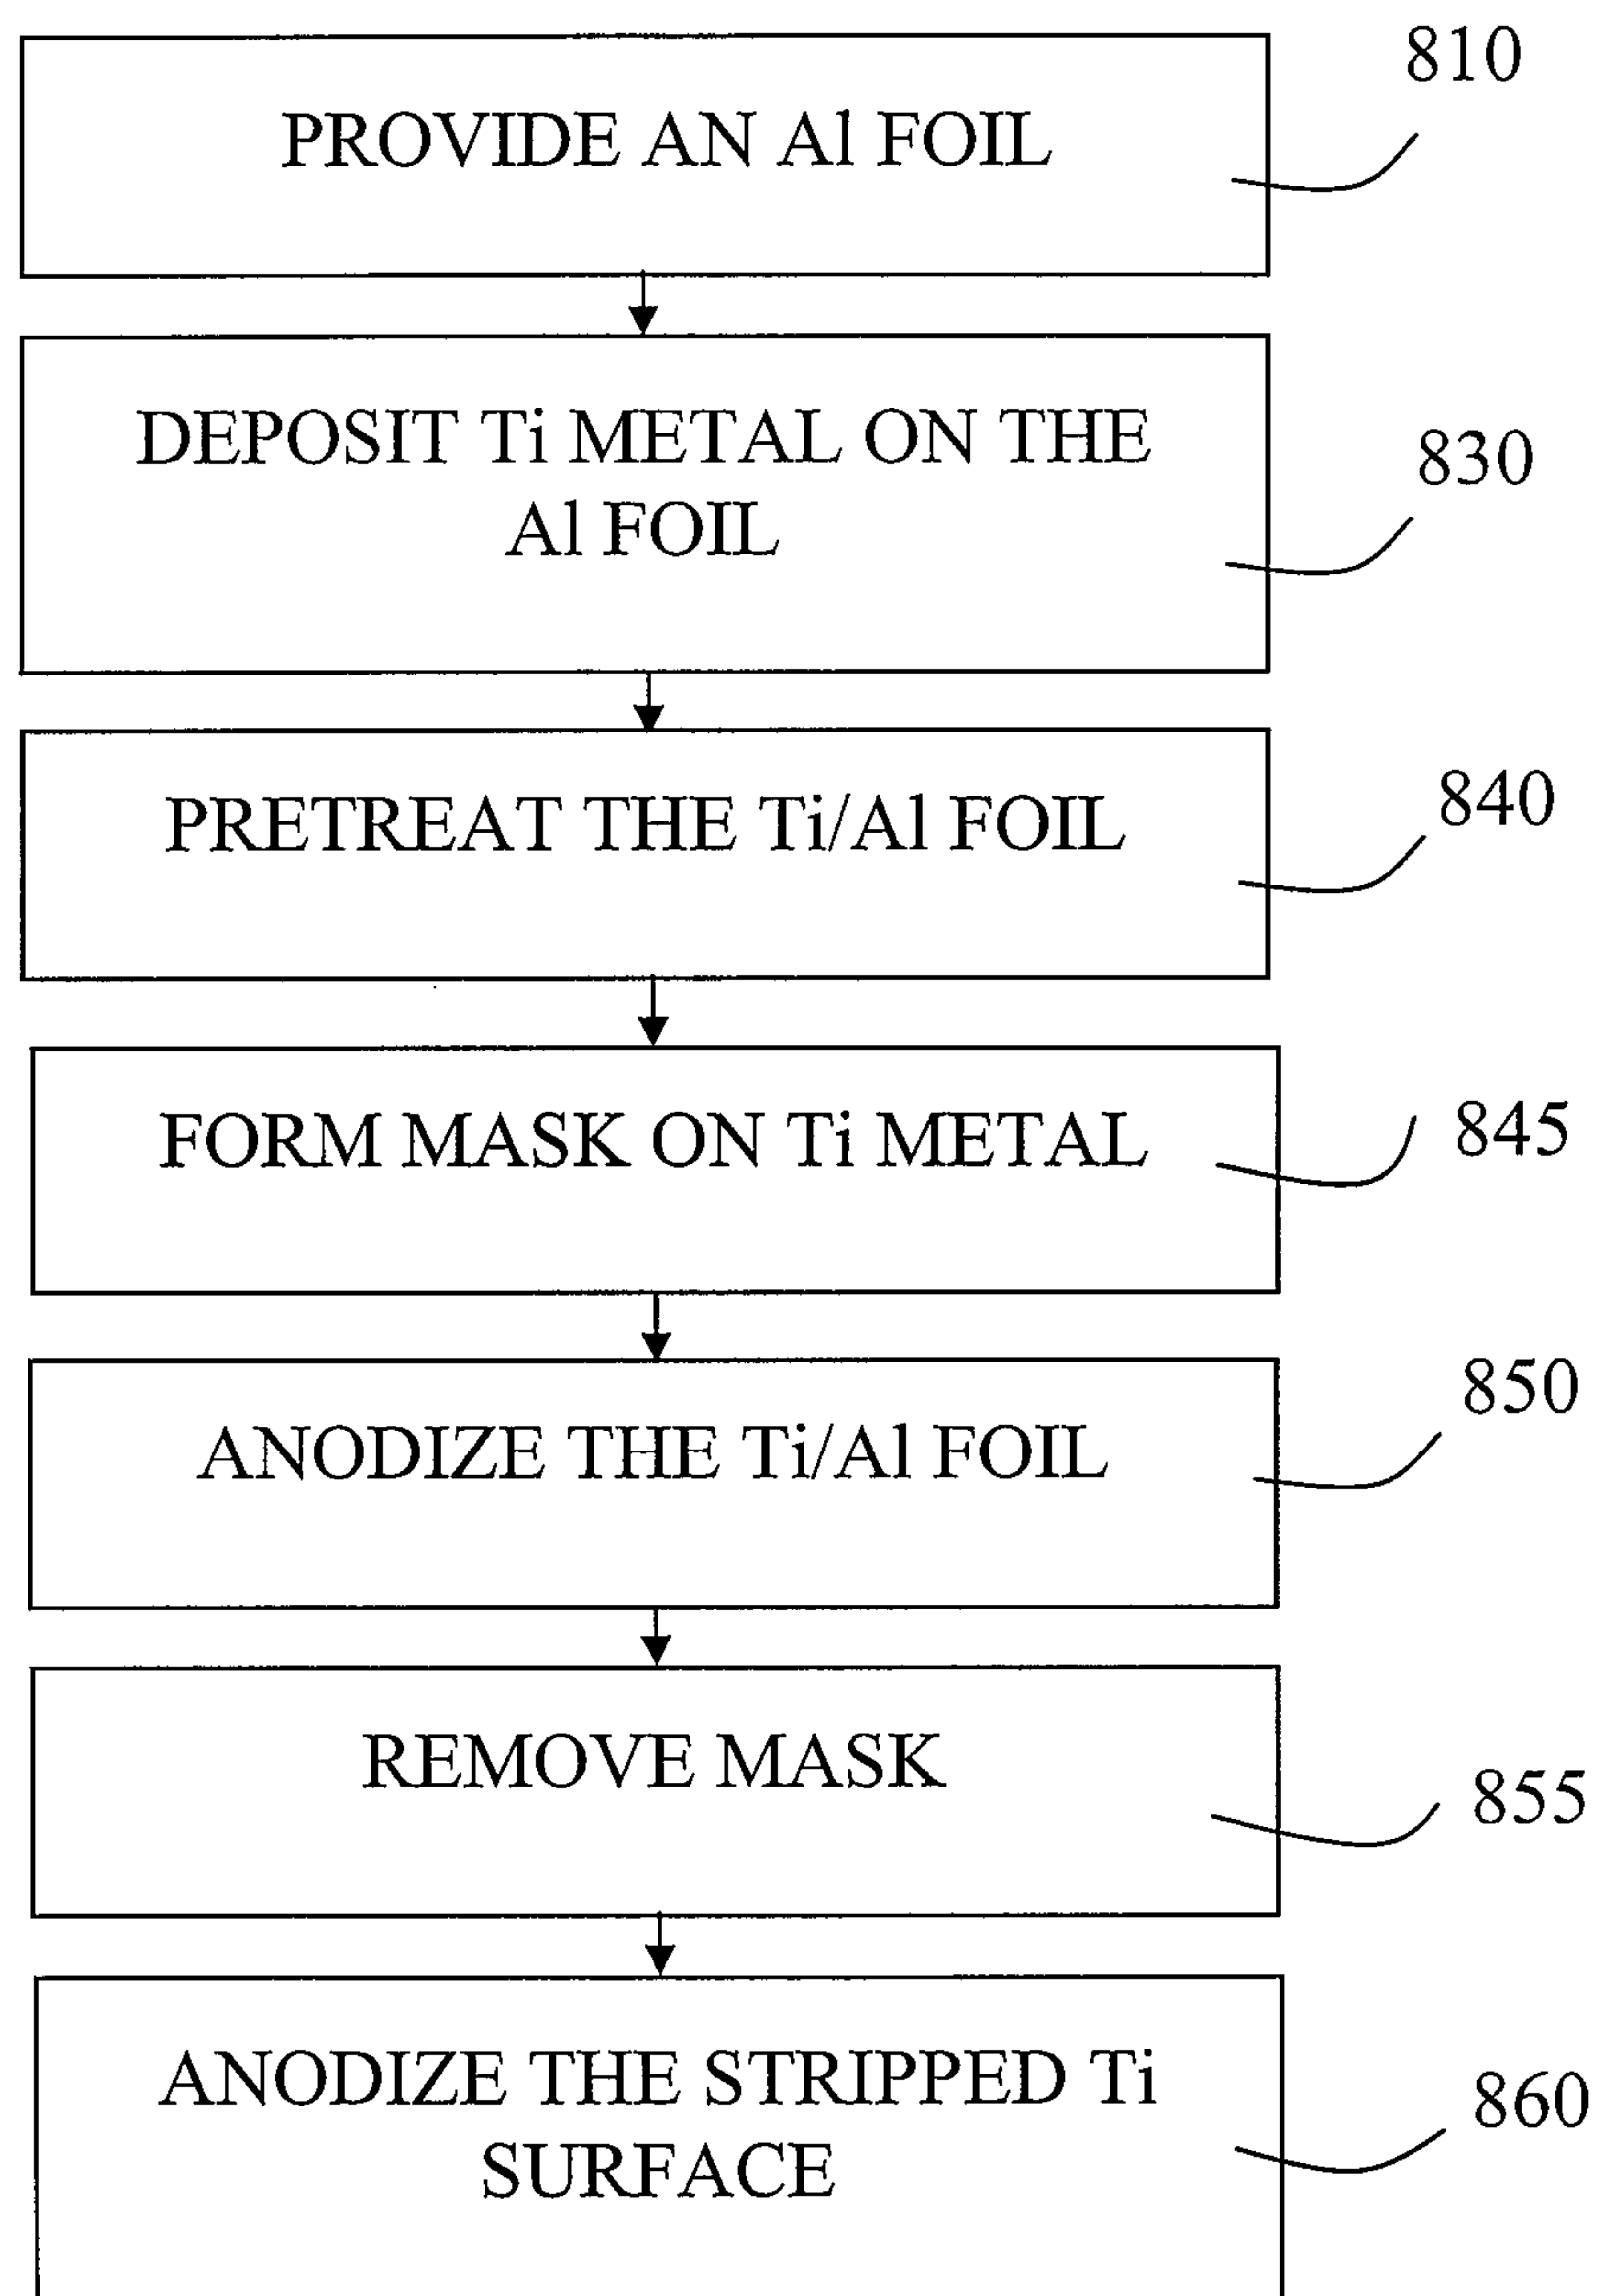 810
PROVIDE AN Al FOIL
DEPOSIT Ti METAL ON THE
Al FOIL
830
PRETREAT THE Ti/Al FOIL
840
FORM MASK ON Ti METAL
845
ANODIZE THE Ti/Al FOIL
850
REMOVE MASK
855
ANODIZE THE STRIPPED Ti
SURFACE
860